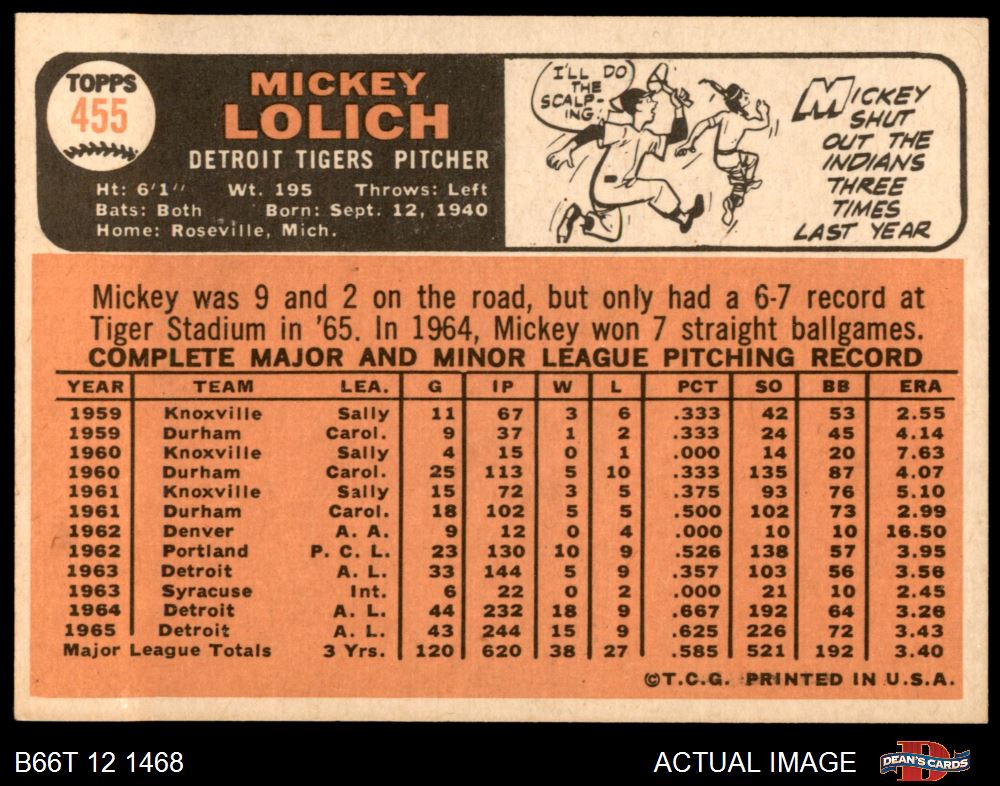 TOPPS
455
MICKEY
LOLICH
DETROIT TIGERS PITCHER
Ht: 6'1" Wt. 195 Throws: Left
Bats: Both Born: Sept. 12, 1940
Home: Roseville, Mich.
I'LL DO
THE
SCALP-
ING
MICKEY
SHUT
OUT THE
INDIANS
THREE
TIMES
LAST YEAR
Mickey was 9 and 2 on the road, but only had a 6-7 record at
Tiger Stadium in '65. In 1964, Mickey won 7 straight ballgames.
COMPLETE MAJOR AND MINOR LEAGUE PITCHING RECORD
YEAR TEAM LEA. G IP W L PCT SO BB ERA
1959 Knoxville Sally 11 67 3 6 .333 42 53 2.55
1959 Durham Carol. 9 37 1 2 .333 24 45 4.14
1960 Knoxville Sally 4 15 0 1 .000 14 20 7.63
1960 Durham Carol. 25 113 5 10 .333 135 87 4.07
1961 Knoxville Sally 15 72 3 5 .375 93 76 5.10
1961 Durham Carol. 18 102 5 5 .500 102 73 2.99
1962 Denver A. A. 9 12 0 4 .000 10 10 16.50
1962 Portland P. C. L. 23 130 10 9 .526 138 57 3.95
1963 Detroit A. L. 33 144 5 9 .357 103 56 3.56
1963 Syracuse Int. 6 22 0 2 .000 21 10 2.45
1964 Detroit A. L. 44 232 18 9 .667 192 64 3.26
1965 Detroit A. L. 43 244 15 9 .625 226 72 3.43
Major League Totals 3 Yrs. 120 620 38 27 .585 521 192 3.40
©T.C.G. PRINTED IN U.S.A.
B66T 12 1468
ACTUAL IMAGE
D
DEAN'S CARDS